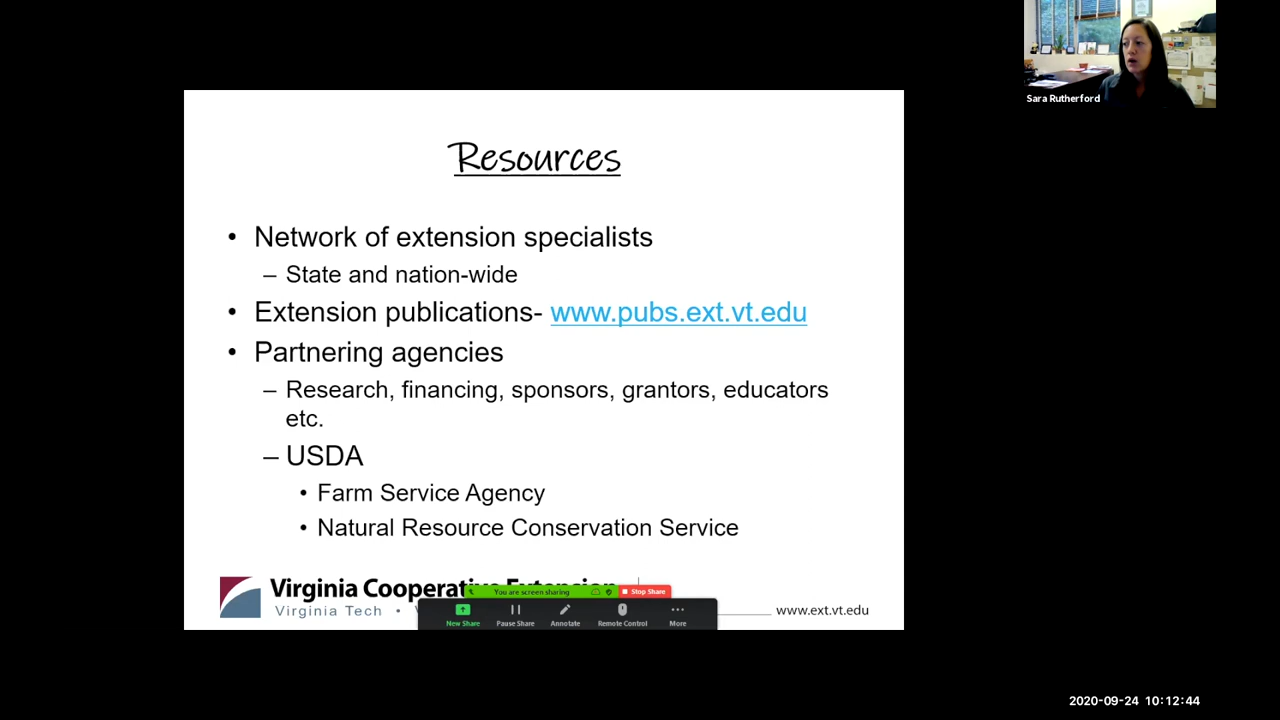 Sara Rutherford
Resources
• Network of extension specialists
– State and nation-wide
• Extension publications- www.pubs.ext.vt.edu
• Partnering agencies
– Research, financing, sponsors, grantors, educators
etc.
– USDA
• Farm Service Agency
• Natural Resource Conservation Service
Virginia Cooperative Extension
Virginia Tech •
www.ext.vt.edu
You are screen sharing
Stop Share
New Share
Pause Share
Annotate
Remote Control
More
2020-09-24 10:12:44